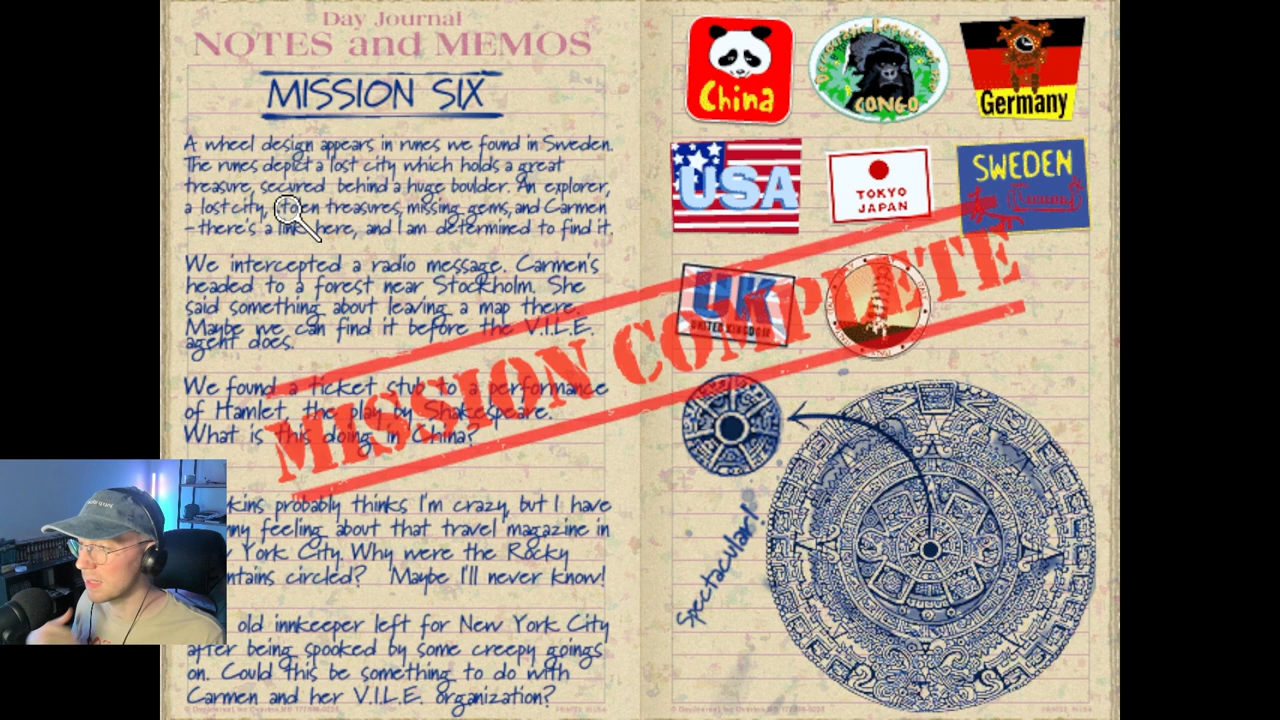 Day Journal
NOTES and MEMOS
MISSION SIX
A wheel design appears in runes we found in Sweden.
The runes depict a lost city which holds a great
treasure, secured behind a huge boulder. An explorer,
a lost city, treasures, missing gems, and Carmen
-there's a link here, and I am determined to find it.
We intercepted a radio message. Carmen's
headed to a forest near Stockholm. She
said something about leaving a map there.
Maybe we can find it before the V.I.L.E.
agent does.
We found a ticket stub to a performance
of Hamlet, the play by Shakespeare.
What is this doing in China?
kins probably thinks I'm crazy, but I have
ny feeling about that travel magazine in
York City. Why were the Rocky
ntains circled? Maybe I'll never know!
old innkeeper left for New York City
after being spooked by some creepy goings
on. Could this be something to do with
Carmen and her V.I.L.E. organization?
China
CONGO
Germany
USA
TOKYO
JAPAN
SWEDEN
UK
UNITED KINGDOM
MISSION COMPLETE
Spectacular!